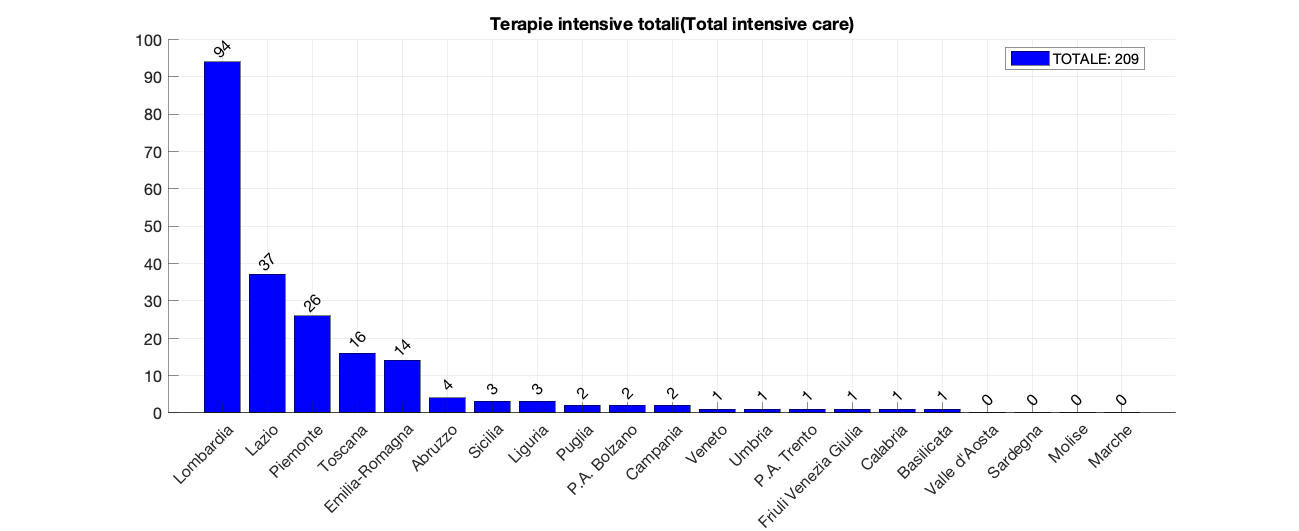 Terapie intensive totali(Total intensive care)
TOTALE: 209
100
90
80
70
60
50
40
30
20
10
0
94
37
26
16
14
4
3
3
2
2
2
1
1
1
1
1
1
0
0
0
0
Lombardia
Lazio
Piemonte
Toscana
Emilia-Romagna
Abruzzo
Sicilia
Liguria
Puglia
P.A. Bolzano
Campania
Veneto
Umbria
P.A. Trento
Friuli Venezia Giulia
Calabria
Basilicata
Valle d'Aosta
Sardegna
Molise
Marche